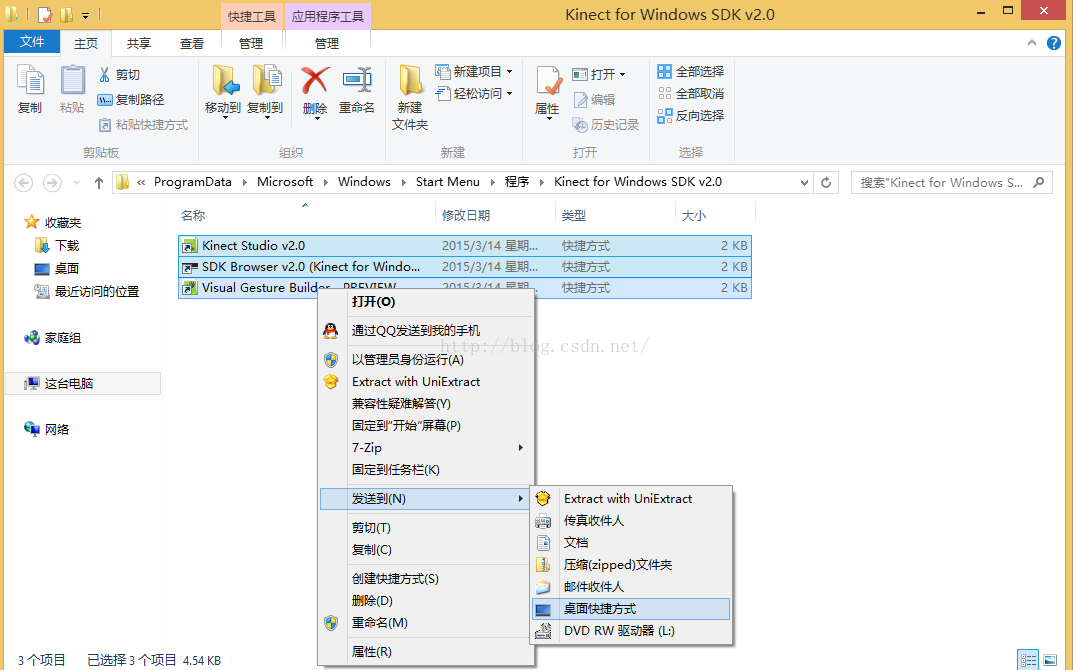 快捷工具 应用程序工具 Kinect for Windows SDK v2.0
文件 主页 共享 查看 管理 管理
复制 粘贴 剪切 复制路径 粘贴快捷方式
剪贴板
移动到 复制到 删除 重命名
组织
新建文件夹 新建项目 轻松访问
新建
属性 打开 编辑 历史记录
打开
全部选择 全部取消 反向选择
选择
« ProgramData Microsoft Windows Start Menu 程序 Kinect for Windows SDK v2.0
搜索"Kinect for Windows S...
收藏夹
下载
桌面
最近访问的位置
家庭组
这台电脑
网络
名称 修改日期 类型 大小
Kinect Studio v2.0 2015/3/14 星期... 快捷方式 2 KB
SDK Browser v2.0 (Kinect for Windo... 2015/3/14 星期... 快捷方式 2 KB
Visual Gesture Builder - PREVIEW 2015/3/14 星期... 快捷方式 2 KB
打开(O)
通过QQ发送到我的手机
http://blog.csdn.net/
以管理员身份运行(A)
Extract with UniExtract
兼容性疑难解答(Y)
固定到"开始"屏幕(P)
7-Zip
固定到任务栏(K)
发送到(N)
剪切(T)
复制(C)
创建快捷方式(S)
删除(D)
重命名(M)
属性(R)
Extract with UniExtract
传真收件人
文档
压缩(zipped)文件夹
邮件收件人
桌面快捷方式
DVD RW 驱动器 (L:)
3 个项目 已选择 3 个项目 4.54 KB